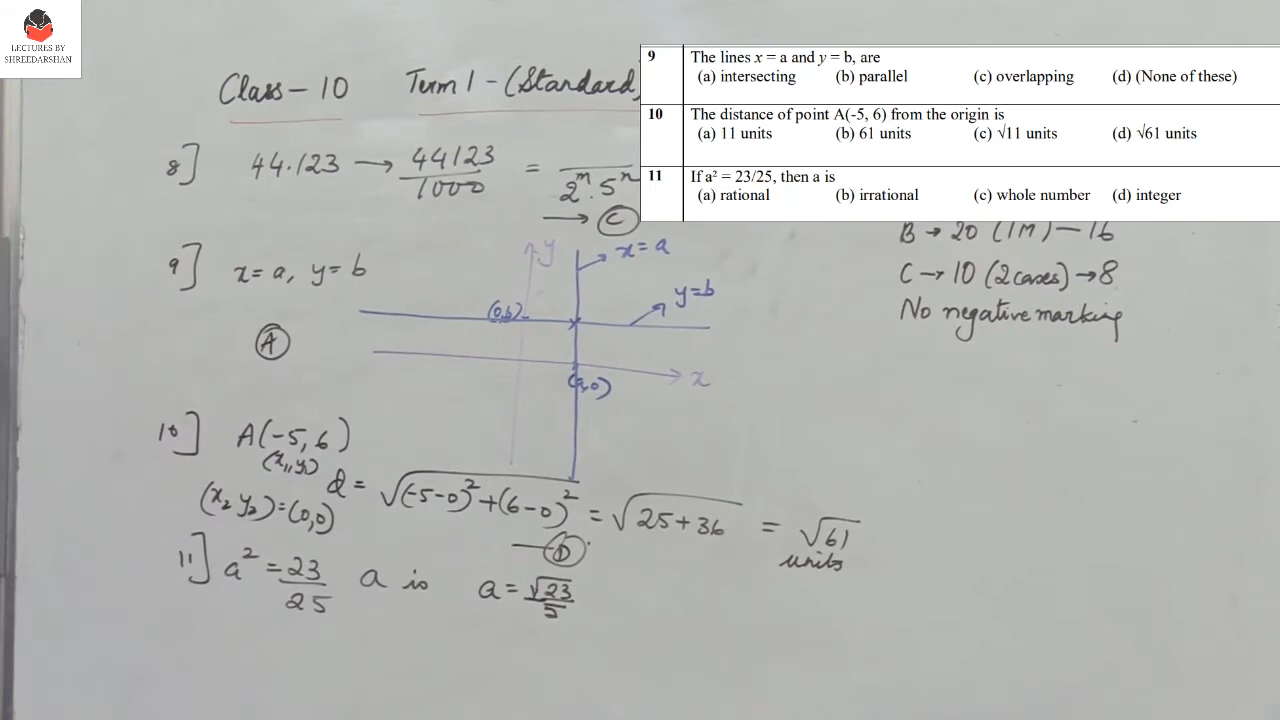 LECTURES BY
SHREEDARSHAN
Class - 10 Term 1 - (Standard)
9 The lines x = a and y = b, are
(a) intersecting (b) parallel (c) overlapping (d) (None of these)
10 The distance of point A(-5, 6) from the origin is
(a) 11 units (b) 61 units (c) √11 units (d) √61 units
11 If a² = 23/25, then a is
(a) rational (b) irrational (c) whole number (d) integer
8] 44.123 → 44123/1000 = /2^m. 5^n
→ C
B → 20 (1M) — 16
C → 10 (2 cases) → 8
No negative marking
9] x = a, y = b
y
x = a
y = b
(0,b)
x
(a,0)
A
10] A(-5, 6)
(x₁,y₁)
(x₂ y₂) = (0,0)
d = √(-5-0)² + (6-0)² = √25+36 = √61
units
— D
11] a² = 23/25 a is a = √23/5